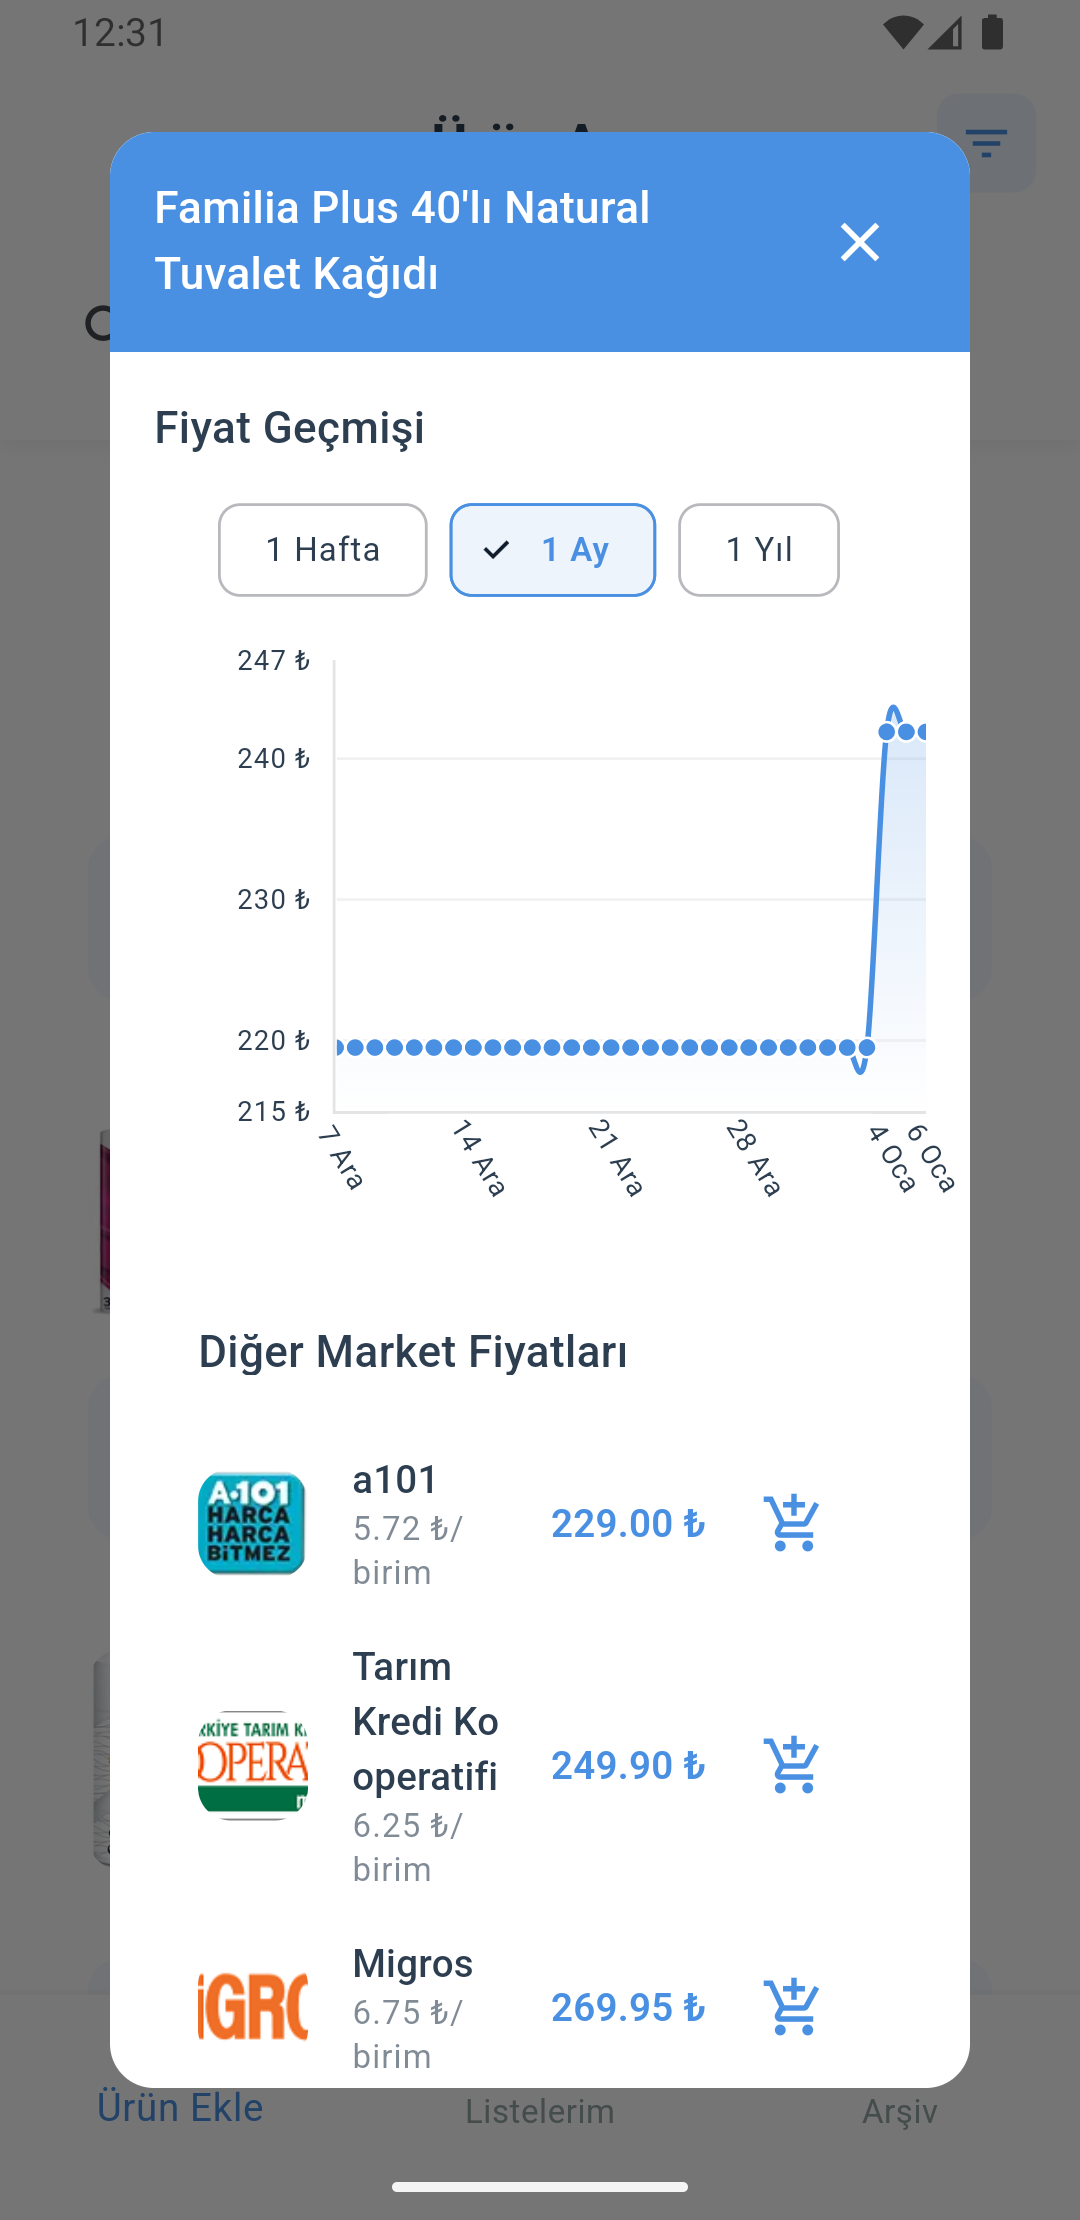 12:31
Familia Plus 40'lı Natural
Tuvalet Kağıdı
Fiyat Geçmişi
1 Hafta
1 Ay
1 Yıl
247 ₺
240 ₺
230 ₺
220 ₺
215 ₺
7 Ara
14 Ara
21 Ara
28 Ara
4 Oca
6 Oca
Diğer Market Fiyatları
A·101
HARCA
HARCA
BİTMEZ
a101
5.72 ₺/
birim
229.00 ₺
RKİYE TARIM K
OPERA
Tarım
Kredi Ko
operatifi
6.25 ₺/
birim
249.90 ₺
iGRO
Migros
6.75 ₺/
birim
269.95 ₺
Ürün Ekle
Listelerim
Arşiv